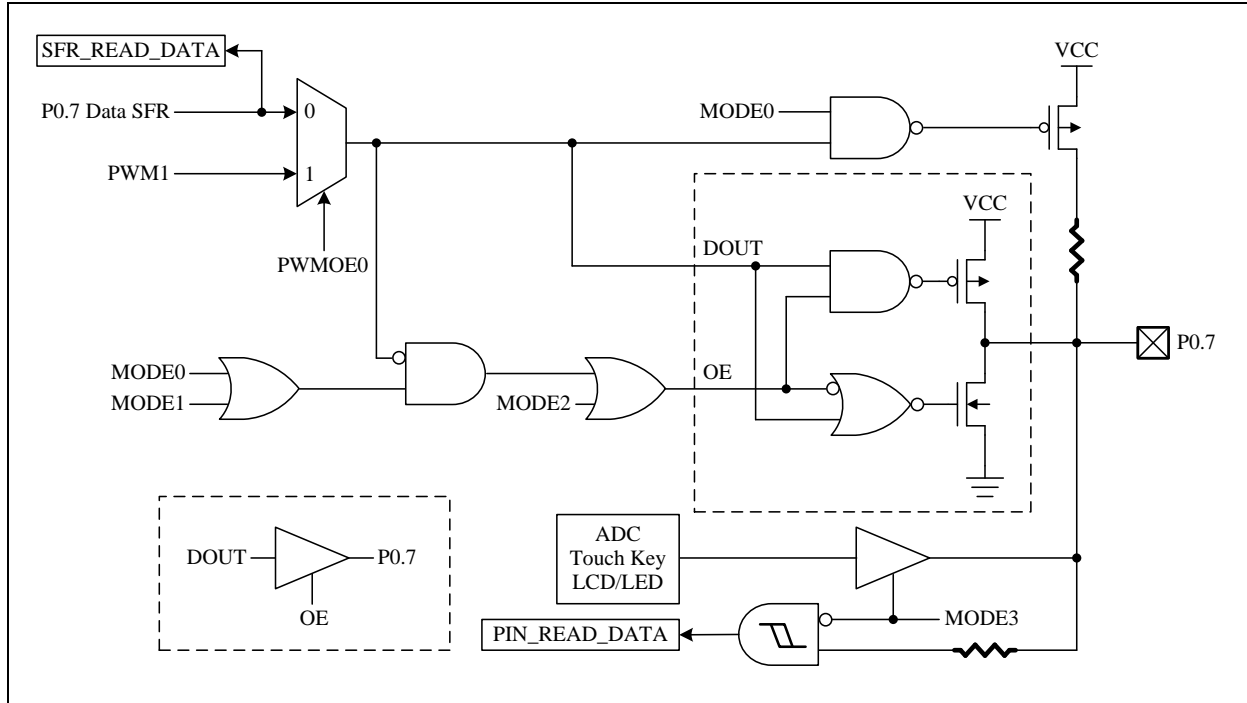 SFR_READ_DATA
VCC
P0.7 Data SFR
0
MODE0
PWM1
1
VCC
DOUT
PWMOE0
P0.7
MODE0
OE
MODE1
MODE2
ADC
Touch Key
LCD/LED
DOUT
P0.7
OE
MODE3
PIN_READ_DATA